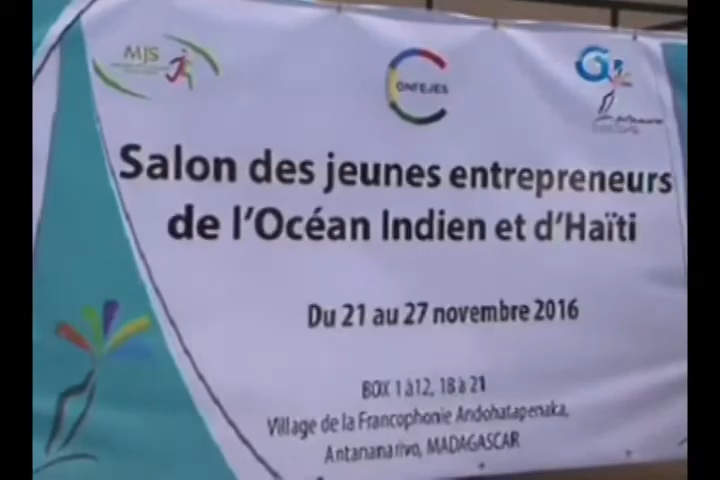 MJS
CONFEJES
Salon des jeunes entrepreneurs
de l'Océan Indien et d'Haïti
Du 21 au 27 novembre 2016
BOX 1 à 12, 18 à 21
Village de la Francophonie Andohatapenaka,
Antananarivo, MADAGASCAR